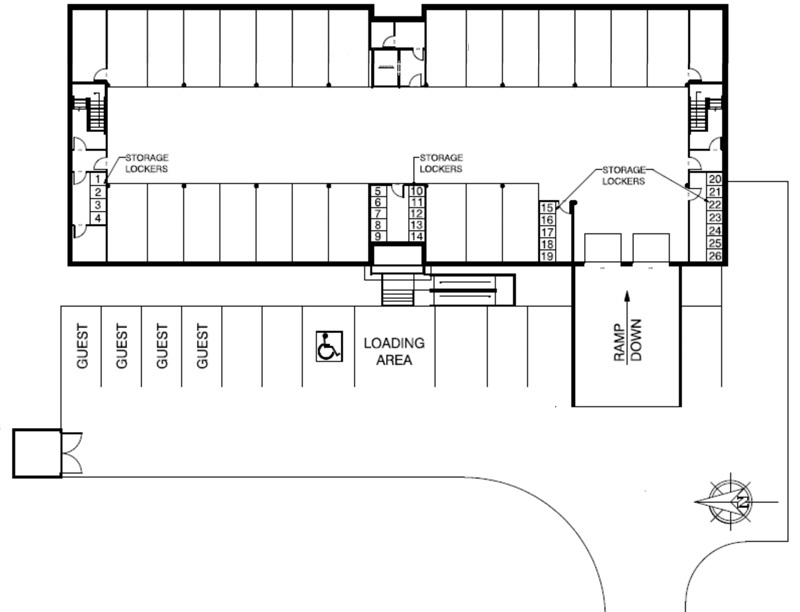 STORAGE
LOCKERS
STORAGE
LOCKERS
STORAGE
LOCKERS
1
2
3
4
5
6
7
8
9
10
11
12
13
14
15
16
17
18
19
20
21
22
23
24
25
26
GUEST
GUEST
GUEST
GUEST
LOADING
AREA
RAMP
DOWN
N